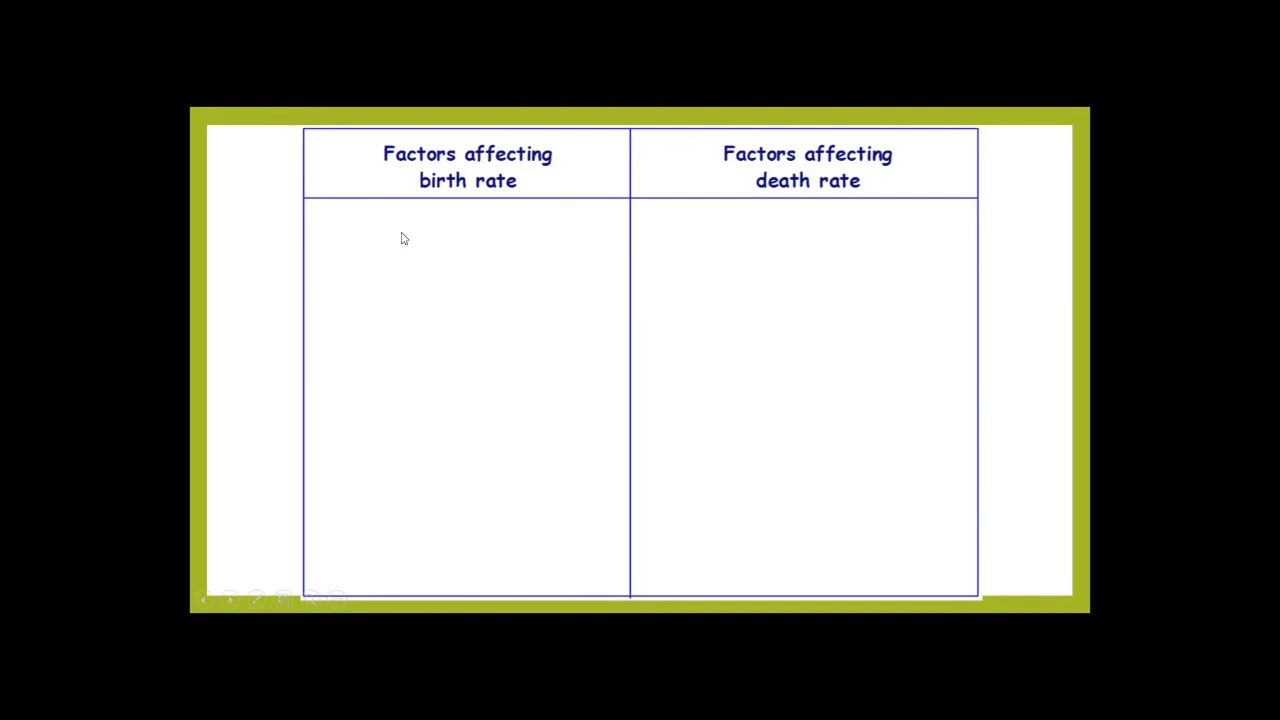 Factors affecting
birth rate
Factors affecting
death rate